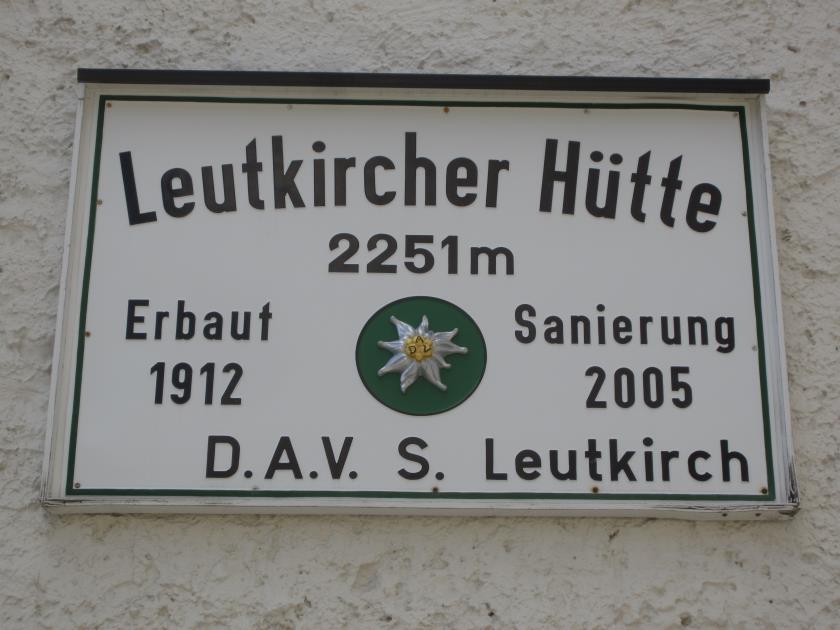 Leutkircher Hütte
2251m
Erbaut
1912
Sanierung
2005
D.A.V. S. Leutkirch